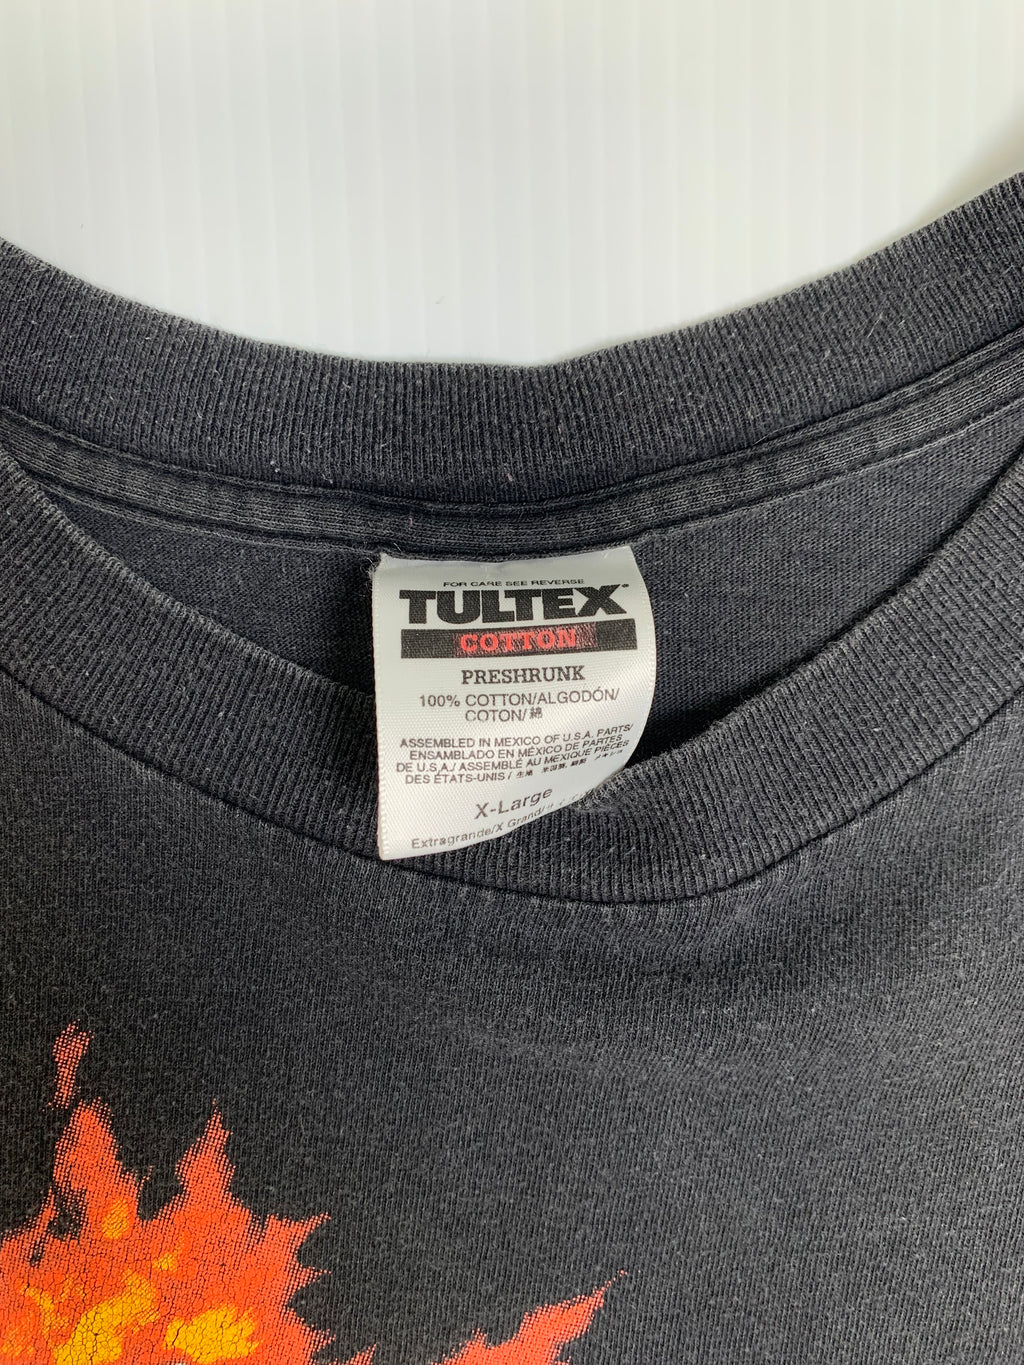 FOR CARE SEE REVERSE
TULTEX
COTTON
PRESHRUNK
100% COTTON/ALGODÓN/
COTON/綿
ASSEMBLED IN MEXICO OF U.S.A. PARTS/
ENSAMBLADO EN MÉXICO DE PARTES
DE U.S.A./ASSEMBLÉ AU MEXIQUE PIÈCES
DES ÉTATS-UNIS/
X-Large
Extragrande/X Grand/